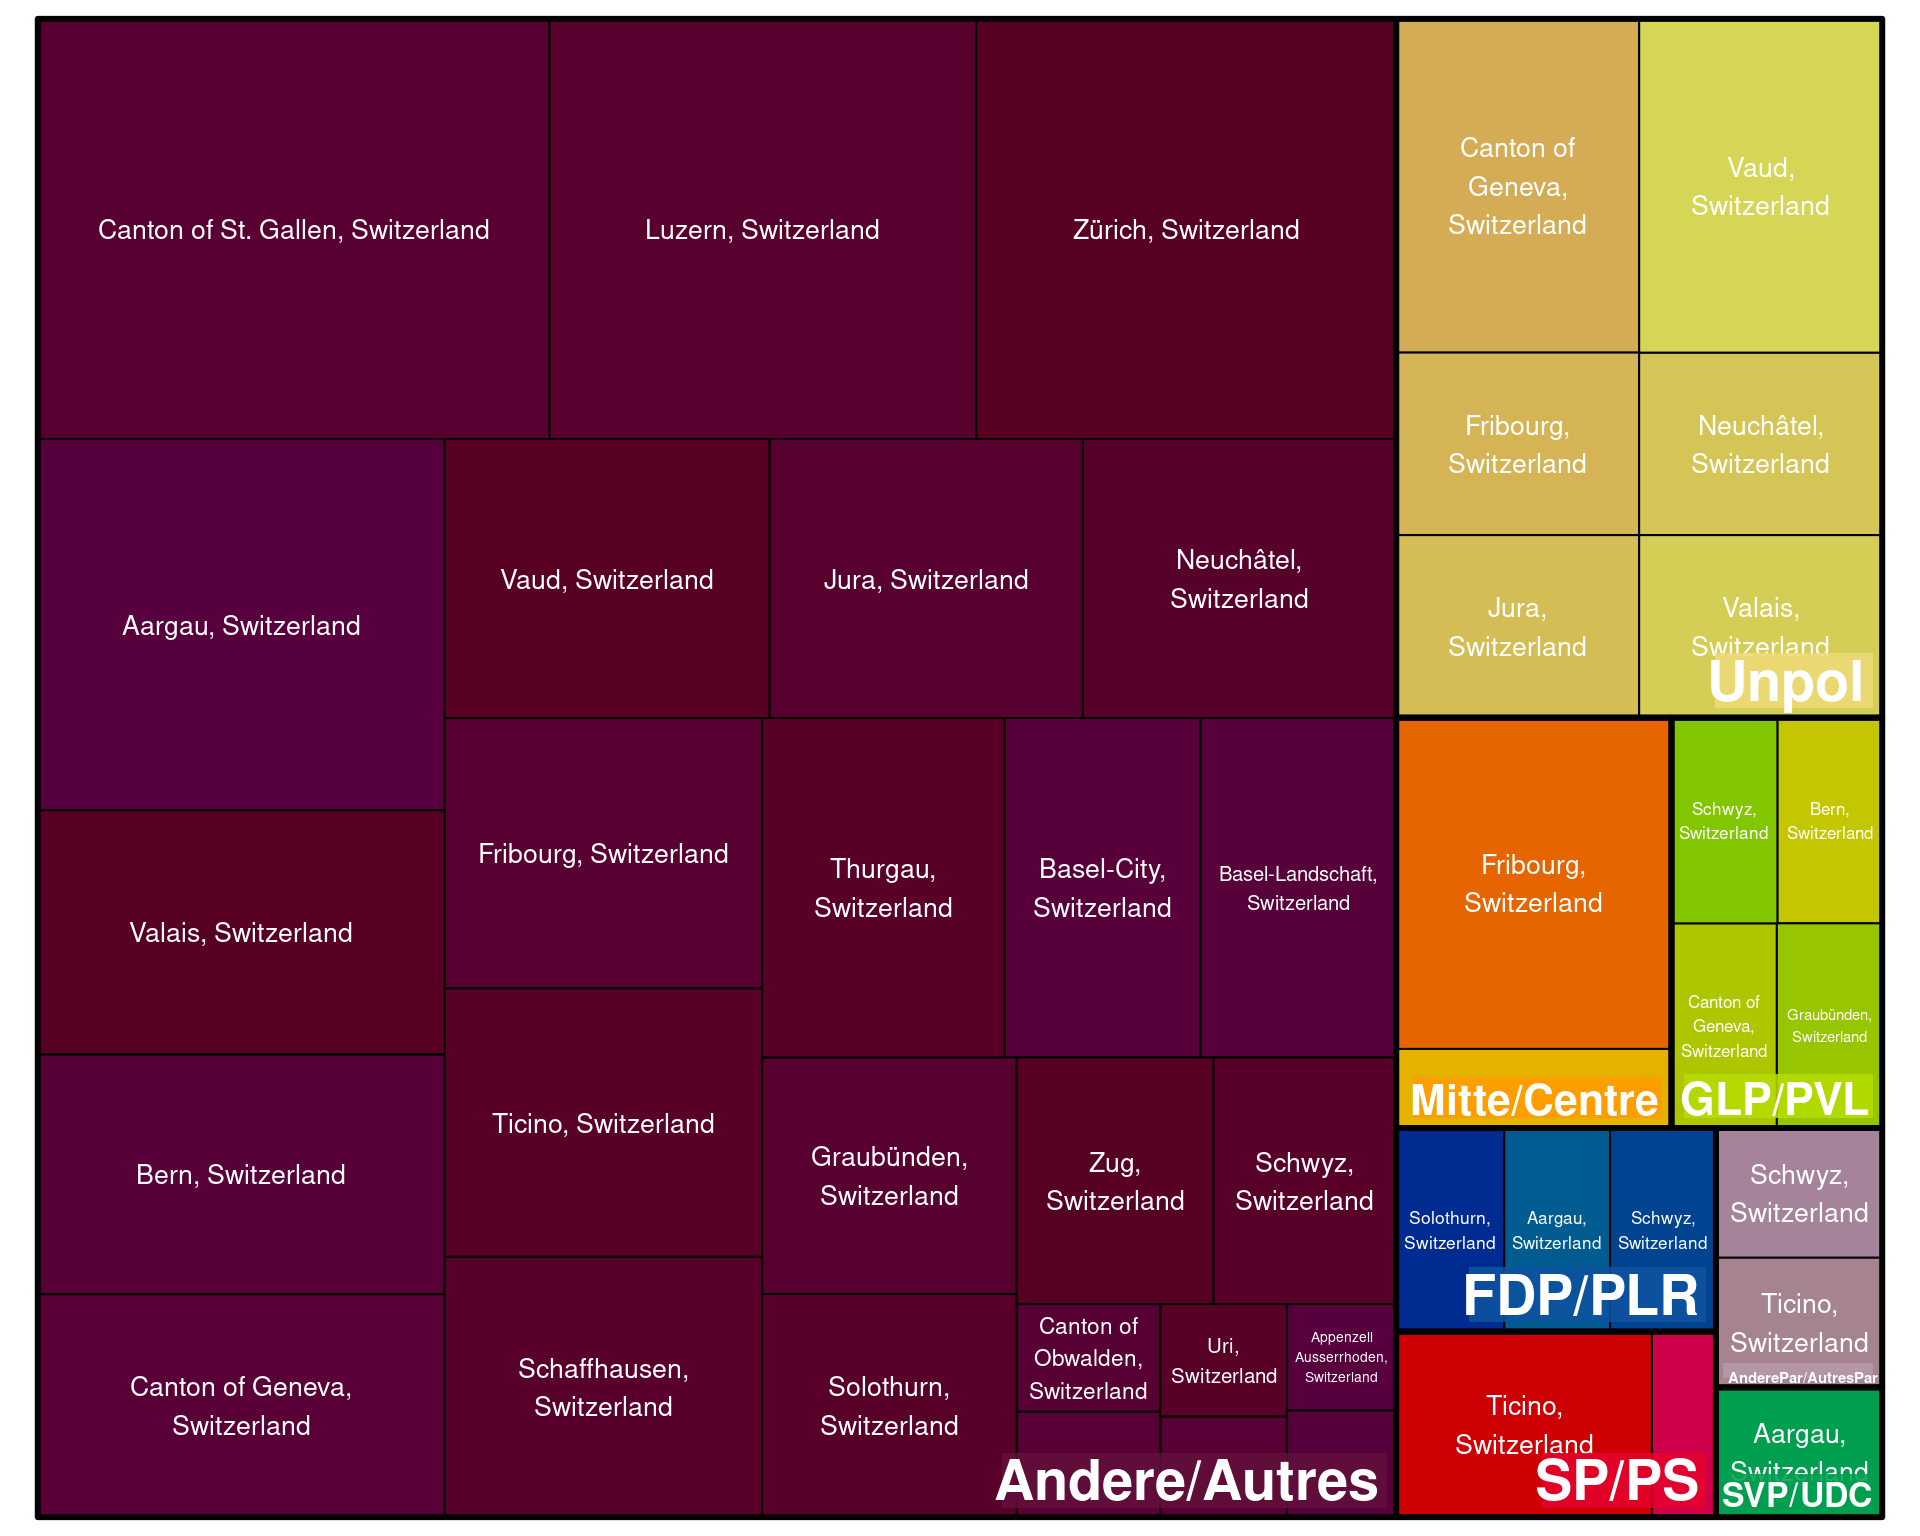 Canton of St. Gallen, Switzerland
Luzern, Switzerland
Zürich, Switzerland
Aargau, Switzerland
Vaud, Switzerland
Jura, Switzerland
Neuchâtel,
Switzerland
Valais, Switzerland
Fribourg, Switzerland
Thurgau,
Switzerland
Basel-City,
Switzerland
Basel-Landschaft,
Switzerland
Bern, Switzerland
Ticino, Switzerland
Graubünden,
Switzerland
Zug,
Switzerland
Schwyz,
Switzerland
Canton of Geneva,
Switzerland
Schaffhausen,
Switzerland
Solothurn,
Switzerland
Canton of
Obwalden,
Switzerland
Uri,
Switzerland
Appenzell
Ausserrhoden,
Switzerland
Andere/Autres
Canton of
Geneva,
Switzerland
Vaud,
Switzerland
Fribourg,
Switzerland
Neuchâtel,
Switzerland
Jura,
Switzerland
Valais,
Switzerland
Unpol
Fribourg,
Switzerland
Mitte/Centre
Schwyz,
Switzerland
Bern,
Switzerland
Canton of
Geneva,
Switzerland
Graubünden,
Switzerland
GLP/PVL
Solothurn,
Switzerland
Aargau,
Switzerland
Schwyz,
Switzerland
FDP/PLR
Schwyz,
Switzerland
Ticino,
Switzerland
AnderePar/AutresPar
Ticino,
Switzerland
SP/PS
Aargau,
Switzerland
SVP/UDC